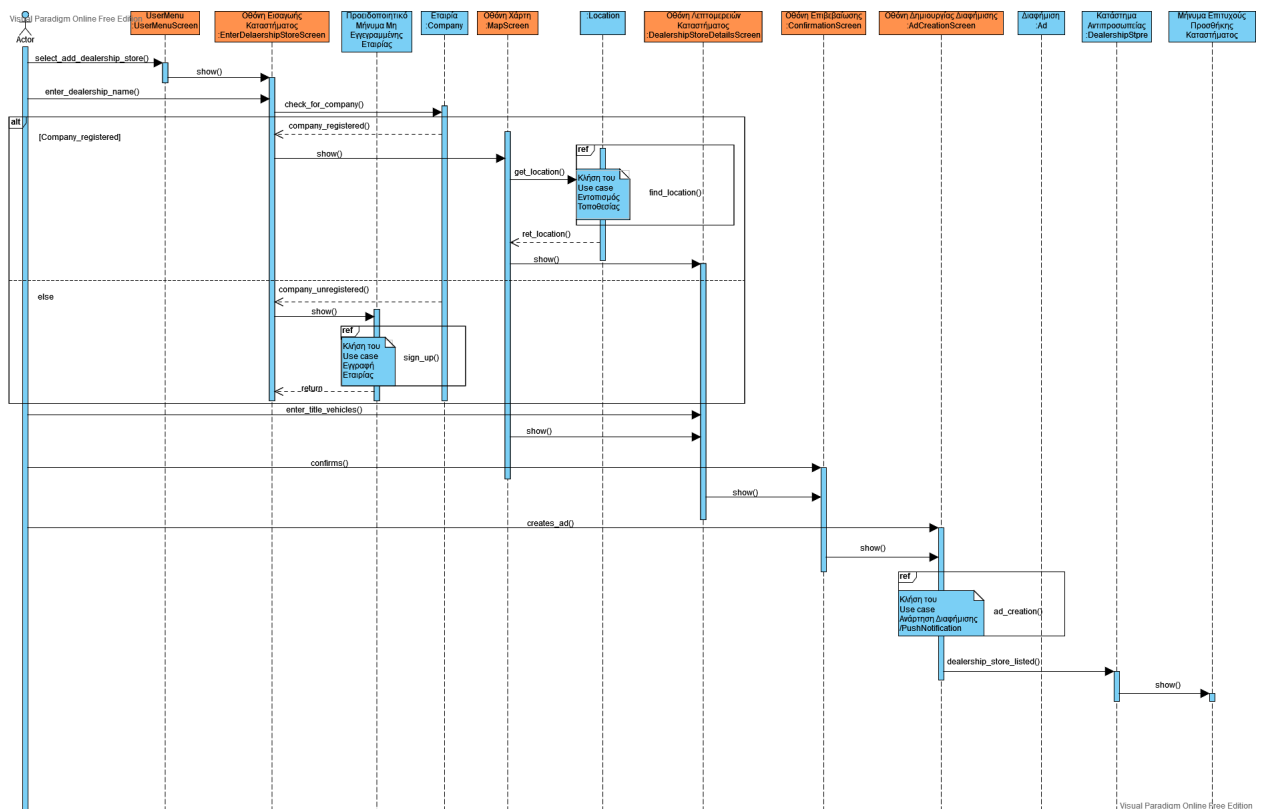 Visual Paradigm Online Free Edition
Actor
UserMenu
:UserMenuScreen
Οθόνη Εισαγωγής
Καταστήματος
:EnterDelaershipStoreScreen
Προειδοποιητικό
Μήνυμα Μη
Εγγεγραμμένης
Εταιρίας
Εταιρία
:Company
Οθόνη Χάρτη
:MapScreen
:Location
Οθόνη Λεπτομερειών
Καταστήματος
:DealershipStoreDetailsScreen
Οθόνη Επιβεβαίωσης
:ConfirmationScreen
Οθόνη Δημιουργίας Διαφήμισης
:AdCreationScreen
Διαφήμιση
:Ad
Κατάστημα
Αντιπροσωπείας
:DealershipStpre
Μήνυμα Επιτυχούς
Προσθήκης
Καταστήματος
select_add_dealership_store()
show()
enter_dealership_name()
check_for_company()
alt
[Company_registered]
company_registered()
show()
ref
get_location()
Κλήση του
Use case
Εντοπισμός
Τοποθεσίας
find_location()
ret_location()
show()
else
company_unregistered()
show()
ref
Κλήση του
Use case
Εγγραφή
Εταιρίας
sign_up()
return
enter_title_vehicles()
show()
confirms()
show()
creates_ad()
show()
ref
Κλήση του
Use case
Ανάρτηση Διαφήμισης
/PushNotification
ad_creation()
dealership_store_listed()
show()
Visual Paradigm Online Free Edition